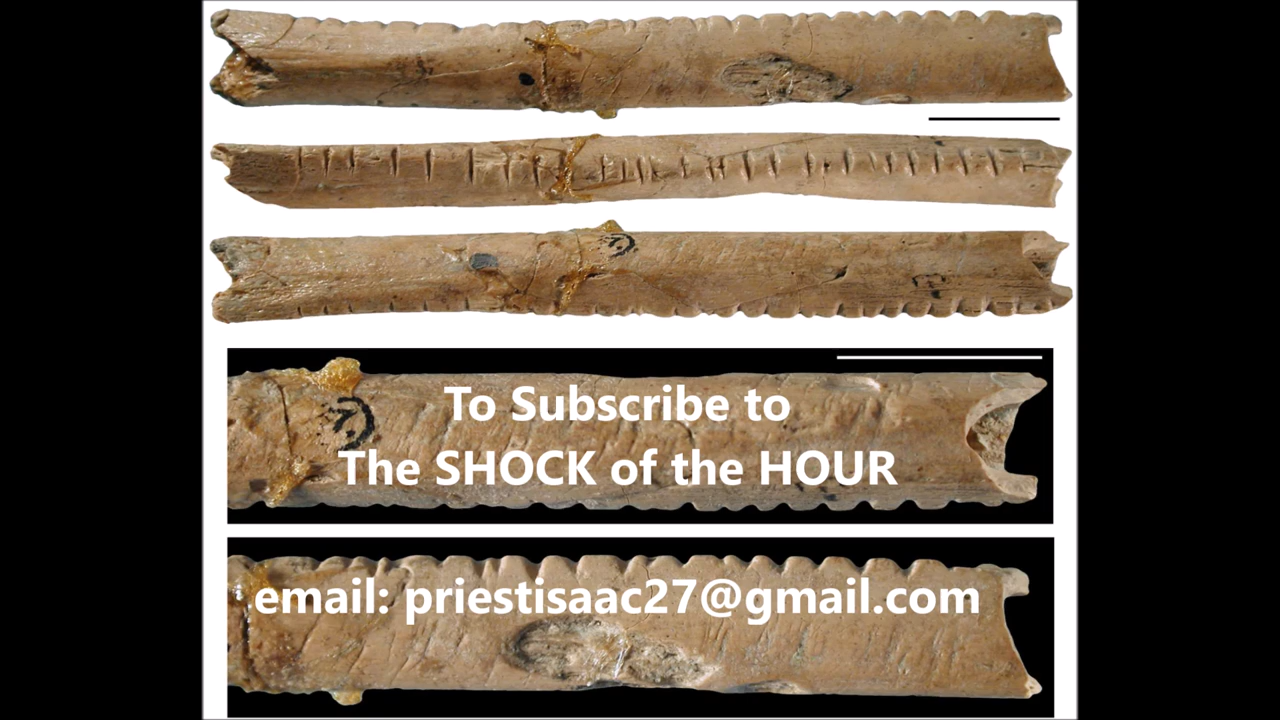 To Subscribe to
The SHOCK of the HOUR
email: priestisaac27@gmail.com